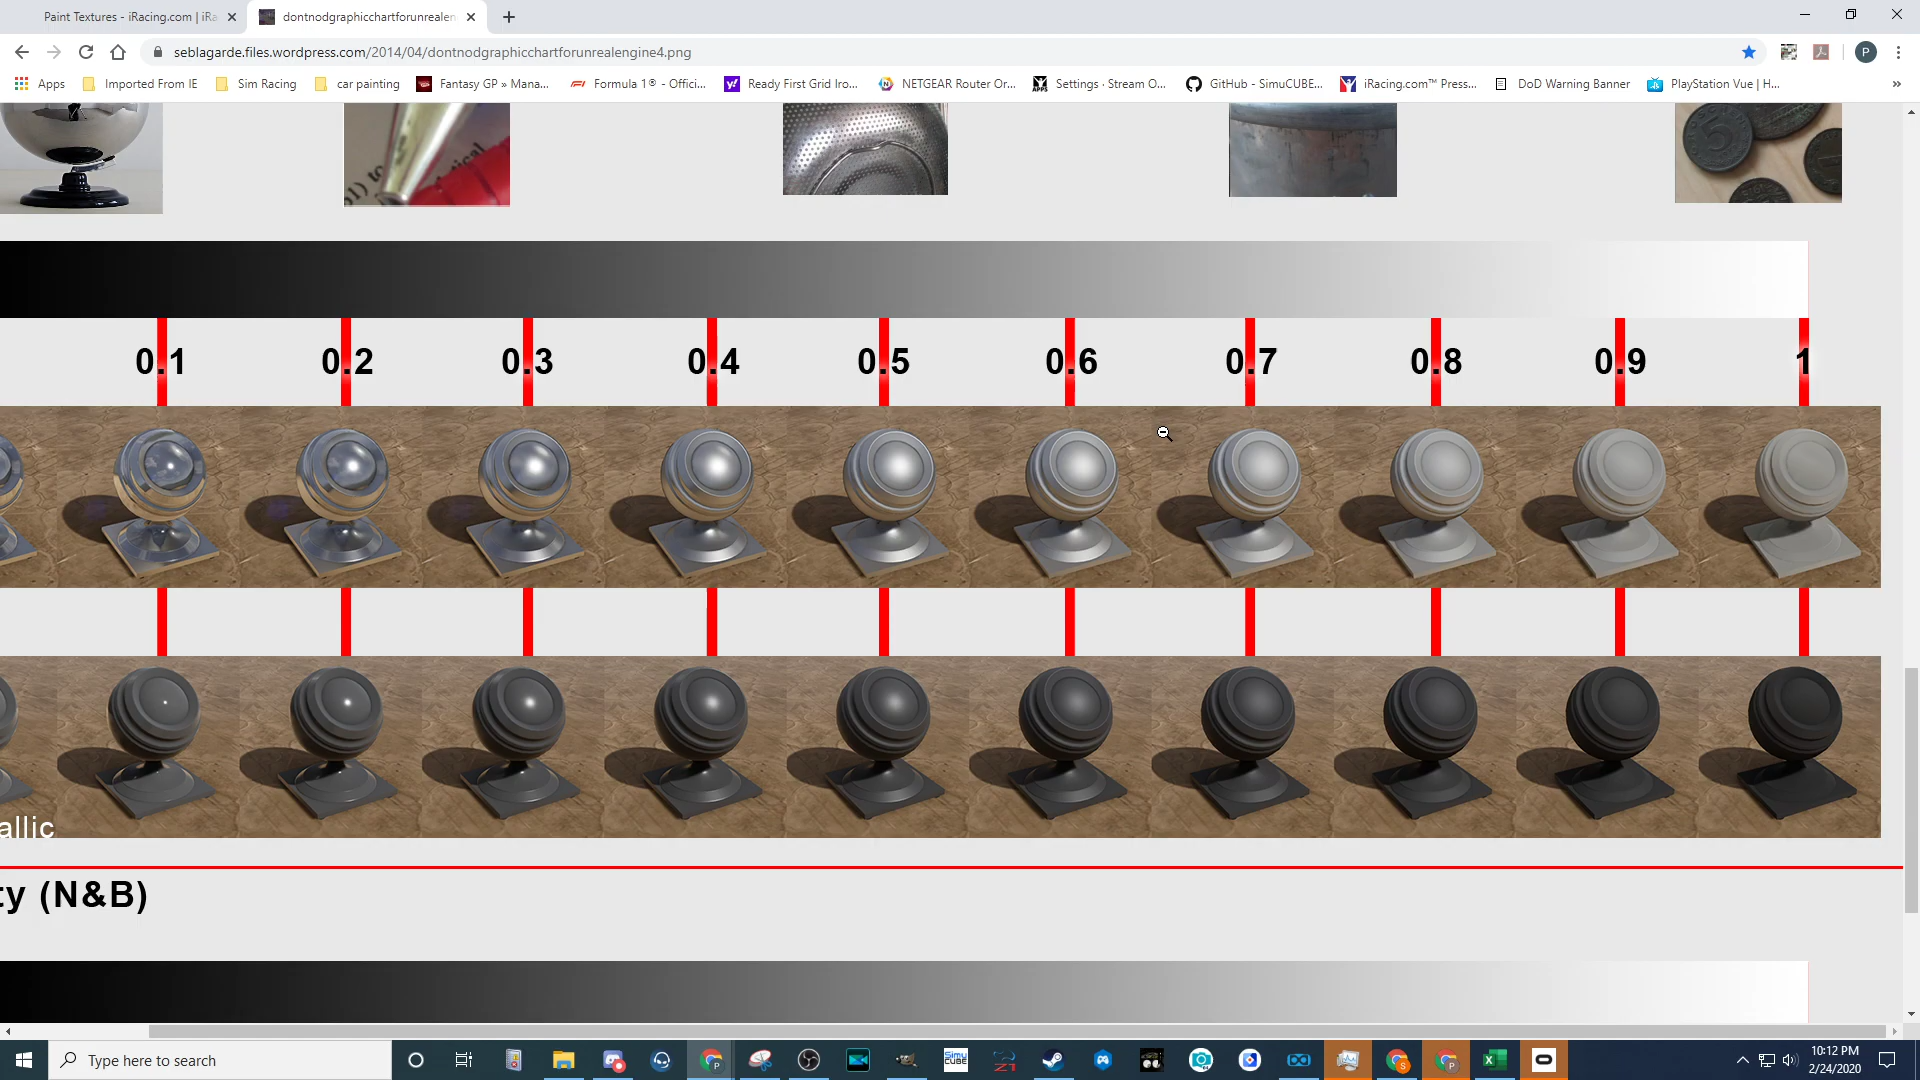 Paint Textures - iRacing.com | iRa
dontnodgraphicchartforunrealen
seblagarde.files.wordpress.com/2014/04/dontnodgraphicchartforunrealengine4.png
P
Apps
Imported From IE
Sim Racing
car painting
Fantasy GP » Mana...
Formula 1® - Offici...
Ready First Grid Iro...
NETGEAR Router Or...
Settings · Stream O...
GitHub - SimuCUBE...
iRacing.com™ Press...
DoD Warning Banner
PlayStation Vue | H...
»
5
0.1 0.2 0.3 0.4 0.5 0.6 0.7 0.8 0.9 1
allic
ty (N&B)
Type here to search
10:12 PM
2/24/2020